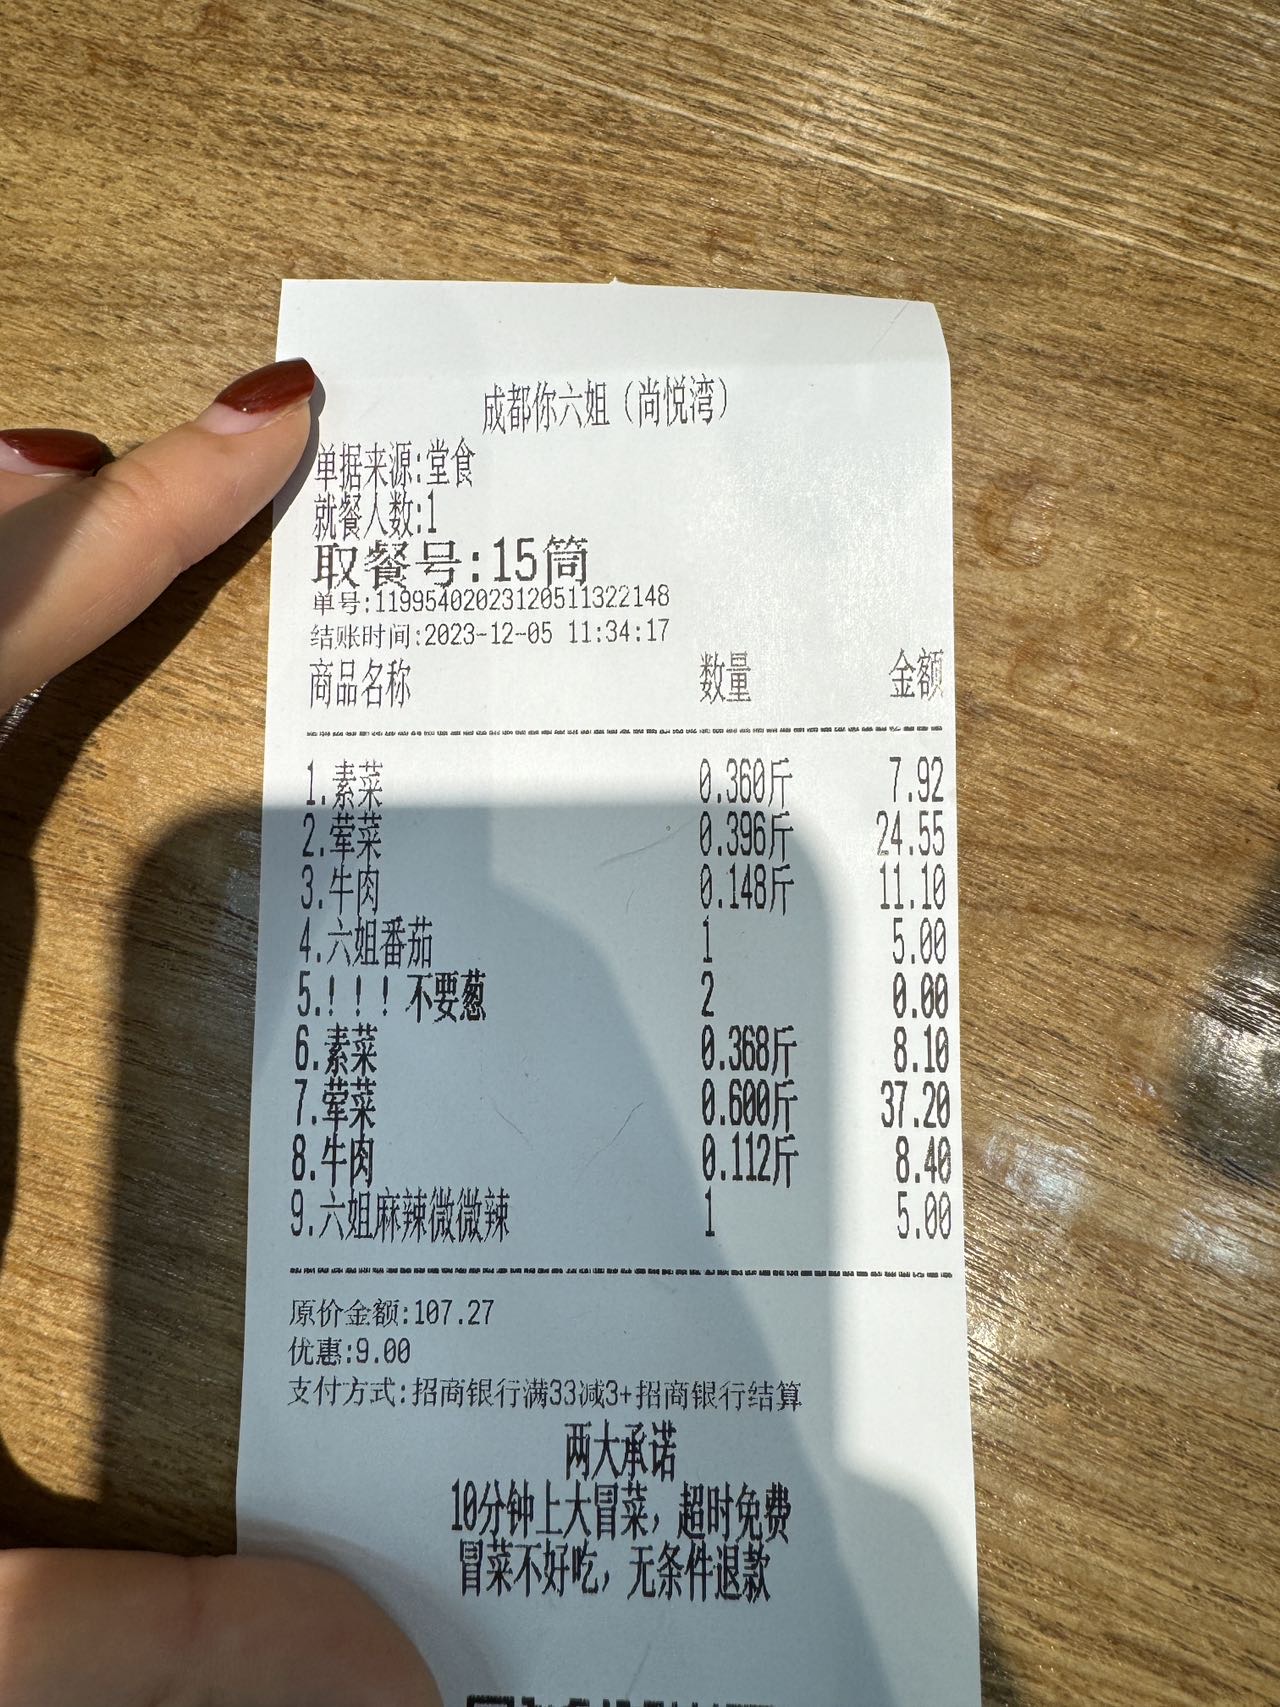 成都你六姐（尚悦湾）
单据来源:堂食
就餐人数:1
取餐号:15筒
单号:11995402023120511322148
结账时间:2023-12-05 11:34:17
商品名称 数量 金额
1.素菜 0.360斤 7.92
2.荤菜 0.396斤 24.55
3.牛肉 0.148斤 11.10
4.六姐番茄 1 5.00
5.!!! 不要葱 2 0.00
6.素菜 0.368斤 8.10
7.荤菜 0.600斤 37.20
8.牛肉 0.112斤 8.40
9.六姐麻辣微微辣 1 5.00
原价金额:107.27
优惠:9.00
支付方式:招商银行满33减3+招商银行结算
两大承诺
10分钟上大冒菜，超时免费
冒菜不好吃，无条件退款